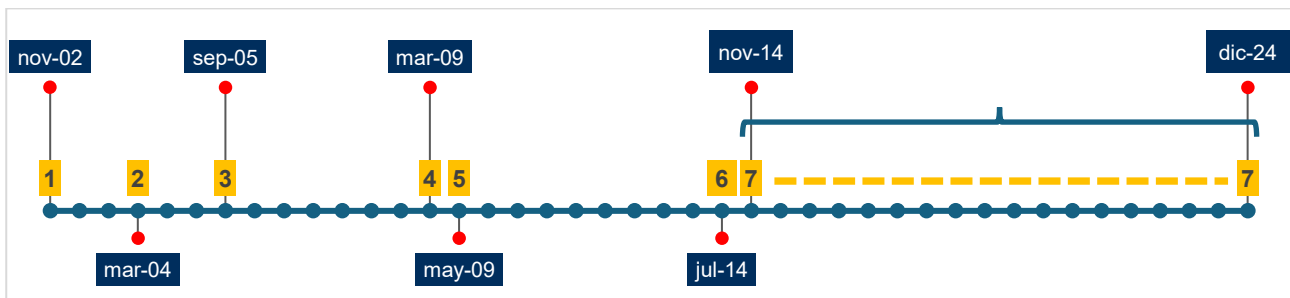 nov-02
sep-05
mar-09
nov-14
dic-24
1
2
3
4
5
6
7
7
mar-04
may-09
jul-14